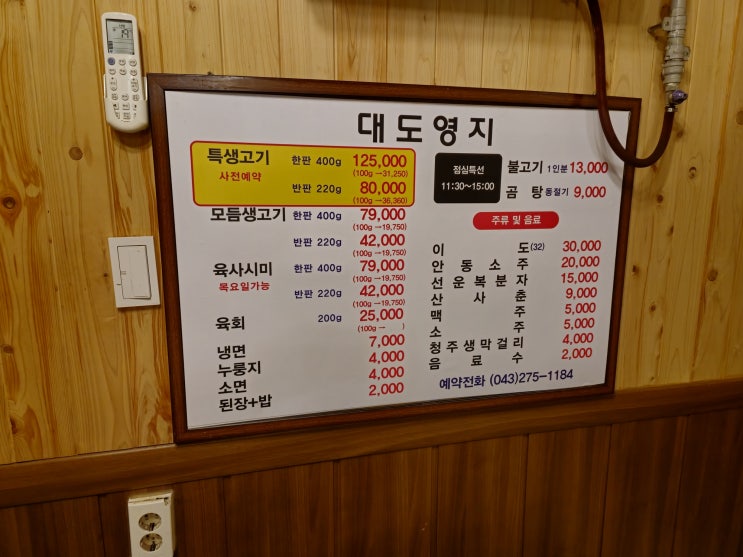 대도영지
특생고기 한판 400g 125,000
(100g →31,250)
사전예약
반판 220g 80,000
(100g →36,360)
모듬생고기 한판 400g 79,000
(100g →19,750)
반판 220g 42,000
(100g →19,750)
육사시미 한판 400g 79,000
(100g →19,750)
목요일가능
반판 220g 42,000
(100g →19,750)
육회 200g 25,000
(100g → )
냉면 7,000
누룽지 4,000
소면 4,000
된장+밥 2,000
점심특선
11:30~15:00
불고기 1인분 13,000
곰탕 동절기 9,000
주류 및 음료
이도(32) 30,000
안동소주 20,000
선운복분자 15,000
산사춘 9,000
맥주 5,000
소주 5,000
청주생막걸리 4,000
음료수 2,000
예약전화 (043)275-1184